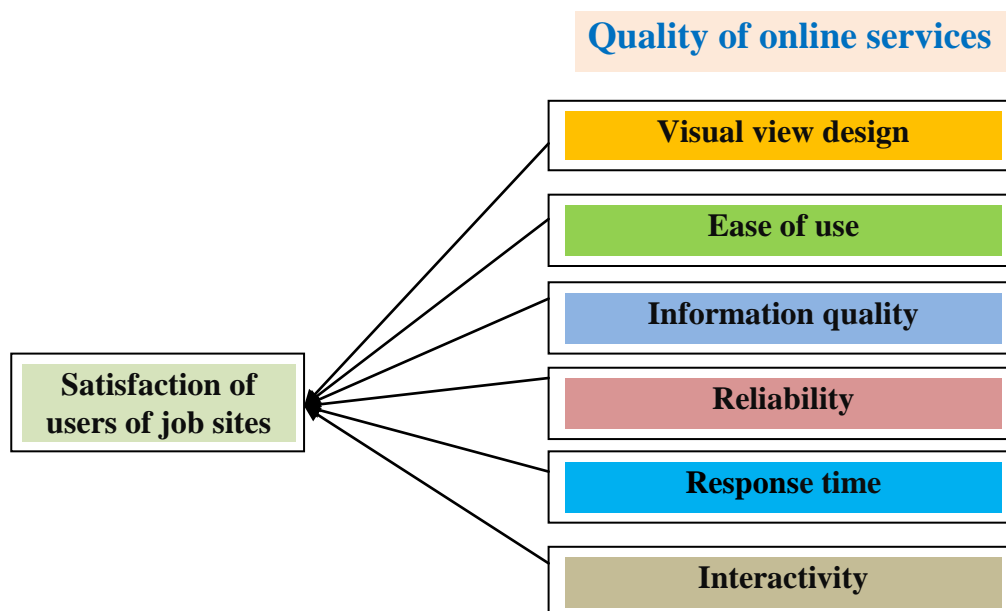 Quality of online services
Visual view design
Ease of use
Information quality
Satisfaction of
users of job sites
Reliability
Response time
Interactivity